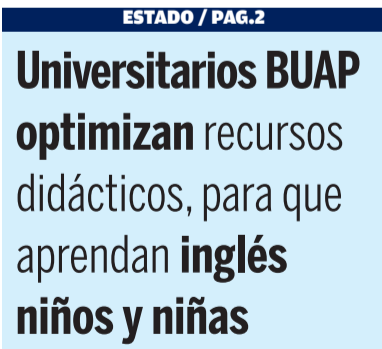 ESTADO / PAG.2
Universitarios BUAP
optimizan recursos
didácticos, para que
aprendan inglés
niños y niñas